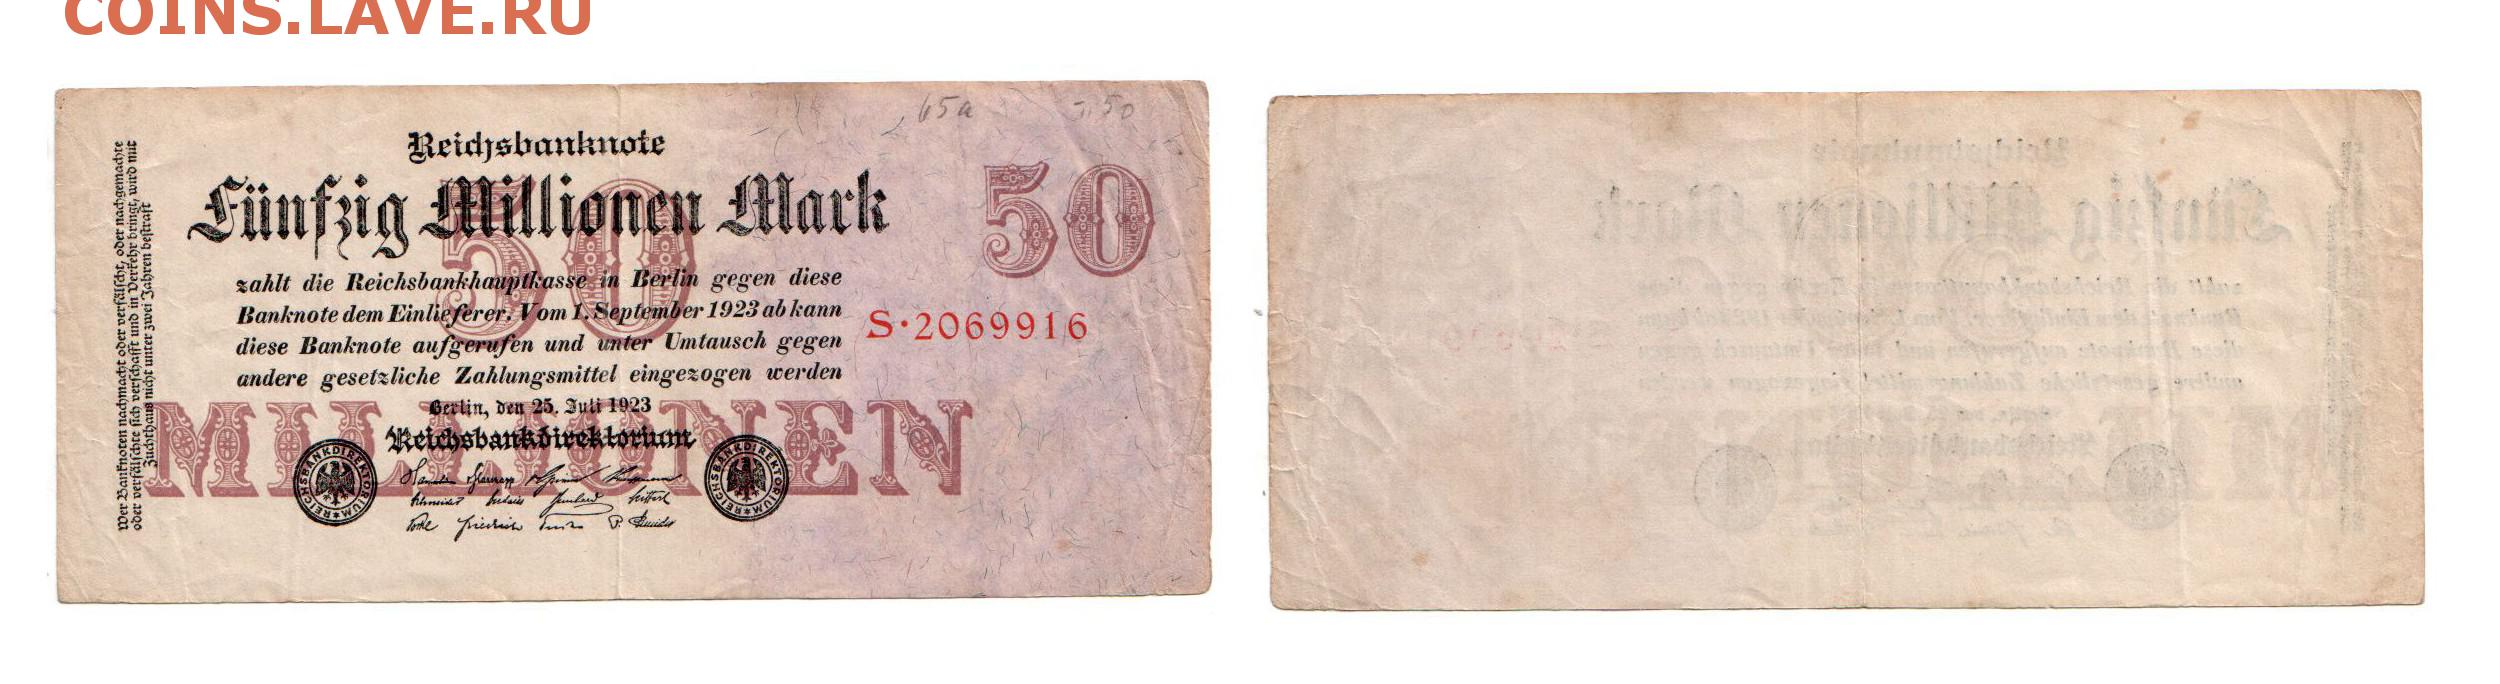 COINS.LAVE.RU
65a
50
Reichsbanknote
Fünfzig Millionen Mark
50
50
zahlt die Reichsbankhauptkasse in Berlin gegen diese
Banknote dem Einlieferer. Vom 1. September 1923 ab kann
diese Banknote aufgerufen und unter Umtausch gegen
andere gesetzliche Zahlungsmittel eingezogen werden
S·2069916
Berlin, den 25. Juli 1923
Reichsbankdirektorium
MILLIONEN
REICHSBANKDIREKTORIUM
REICHSBANKDIREKTORIUM
Wer Banknoten nachmacht oder verfälscht, oder nachgemachte
oder verfälschte sich verschafft und in Verkehr bringt, wird mit
Zuchthaus nicht unter zwei Jahren bestraft